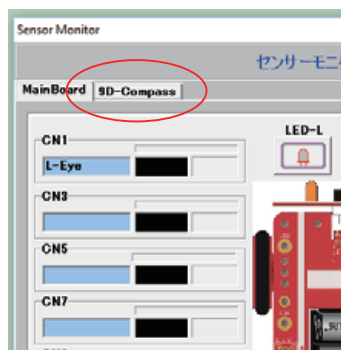 Sensor Monitor
センサーモニ
MainBoard 9D-Compass
LED-L
CN1
L-Eye
CN3
CN5
CN7